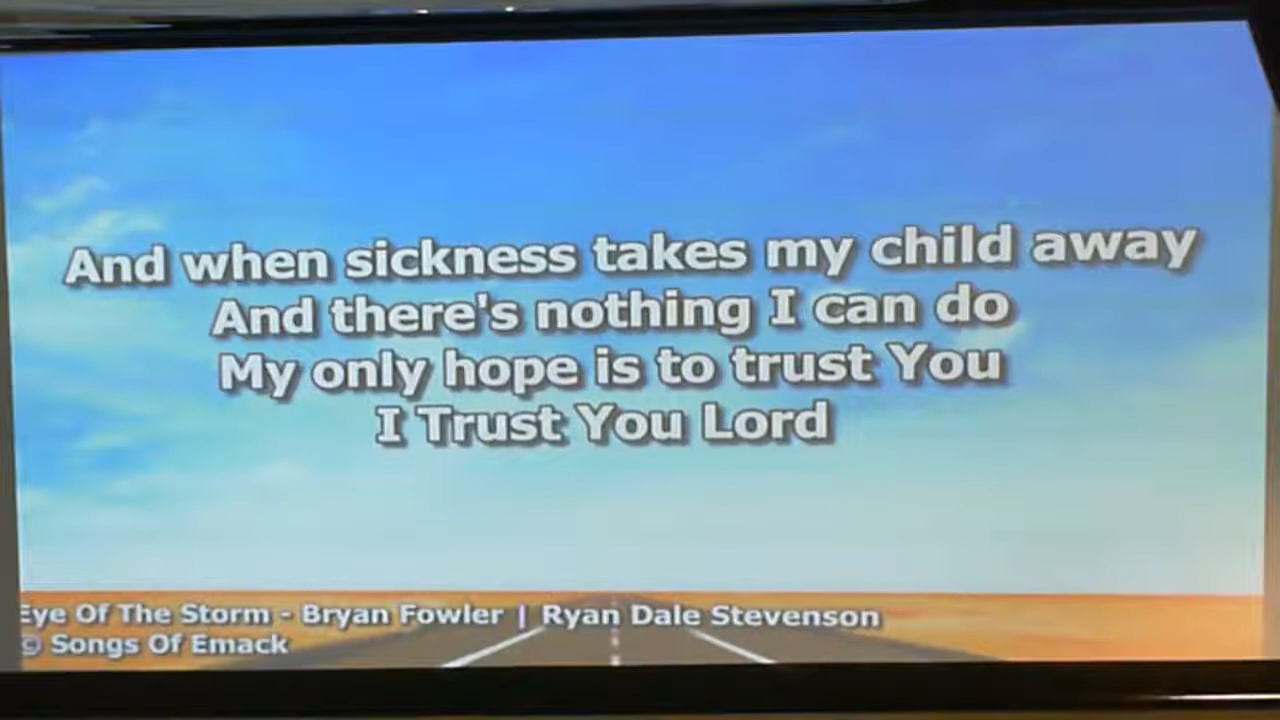 And when sickness takes my child away
And there's nothing I can do
My only hope is to trust You
I Trust You Lord
Eye Of The Storm - Bryan Fowler | Ryan Dale Stevenson
© Songs Of Emack